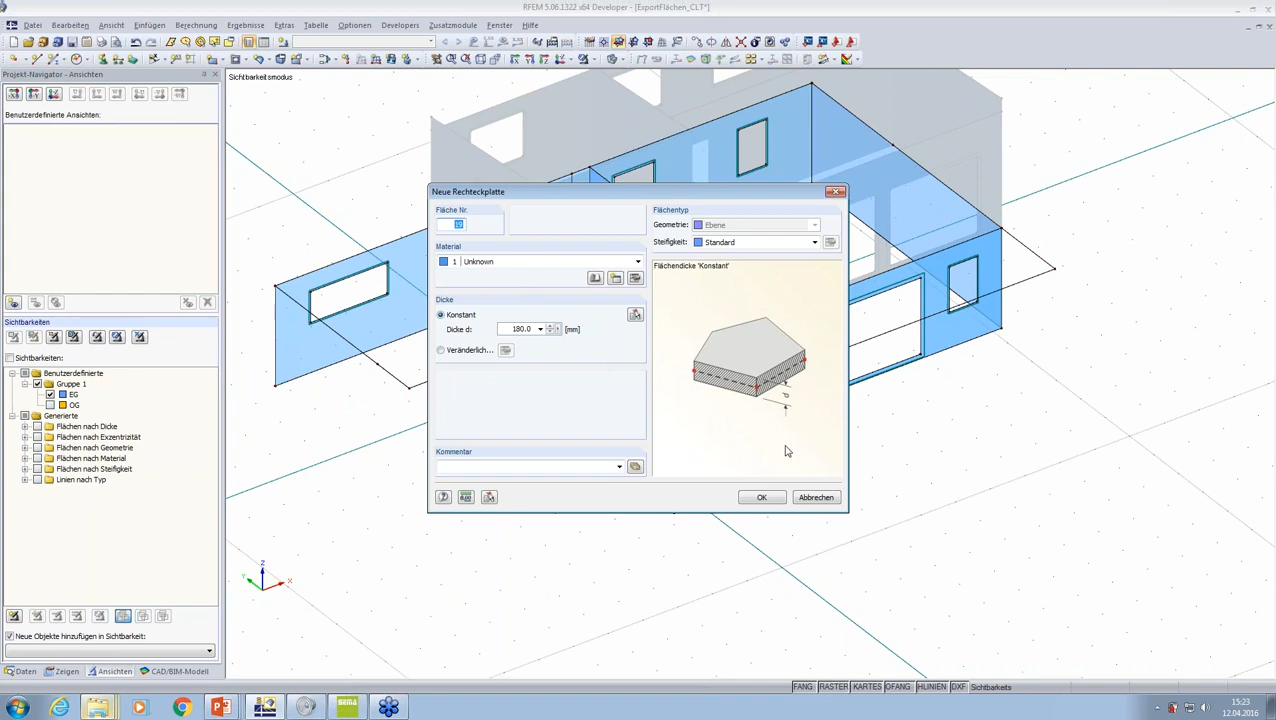 RFEM 5.06.1322 x64 Developer - [ExportFlächen_CLT*]
Datei Bearbeiten Ansicht Einfügen Berechnung Ergebnisse Extras Tabelle Optionen Developers Zusatzmodule Fenster Hilfe
Projekt-Navigator - Ansichten
Benutzerdefinierte Ansichten:
Sichtbarkeiten
Sichtbarkeiten:
Benutzerdefinierte
Gruppe 1
EG
OG
Generierte
Flächen nach Dicke
Flächen nach Exzentrizität
Flächen nach Geometrie
Flächen nach Material
Flächen nach Steifigkeit
Linien nach Typ
Neue Objekte hinzufügen in Sichtbarkeit:
Daten Zeigen Ansichten CAD/BIM-Modell
Sichtbarkeitsmodus
Neue Rechteckplatte
Fläche Nr.
19
Material
1 Unknown
Dicke
Konstant
Dicke d: 180.0 [mm]
Veränderlich...
Kommentar
Flächentyp
Geometrie: Ebene
Steifigkeit: Standard
Flächendicke 'Konstant'
d
OK Abbrechen
Z
Y
X
FANG RASTER KARTES OFANG HLINIEN DXF Sichtbarkeits
SEMA
15:23
12.04.2016